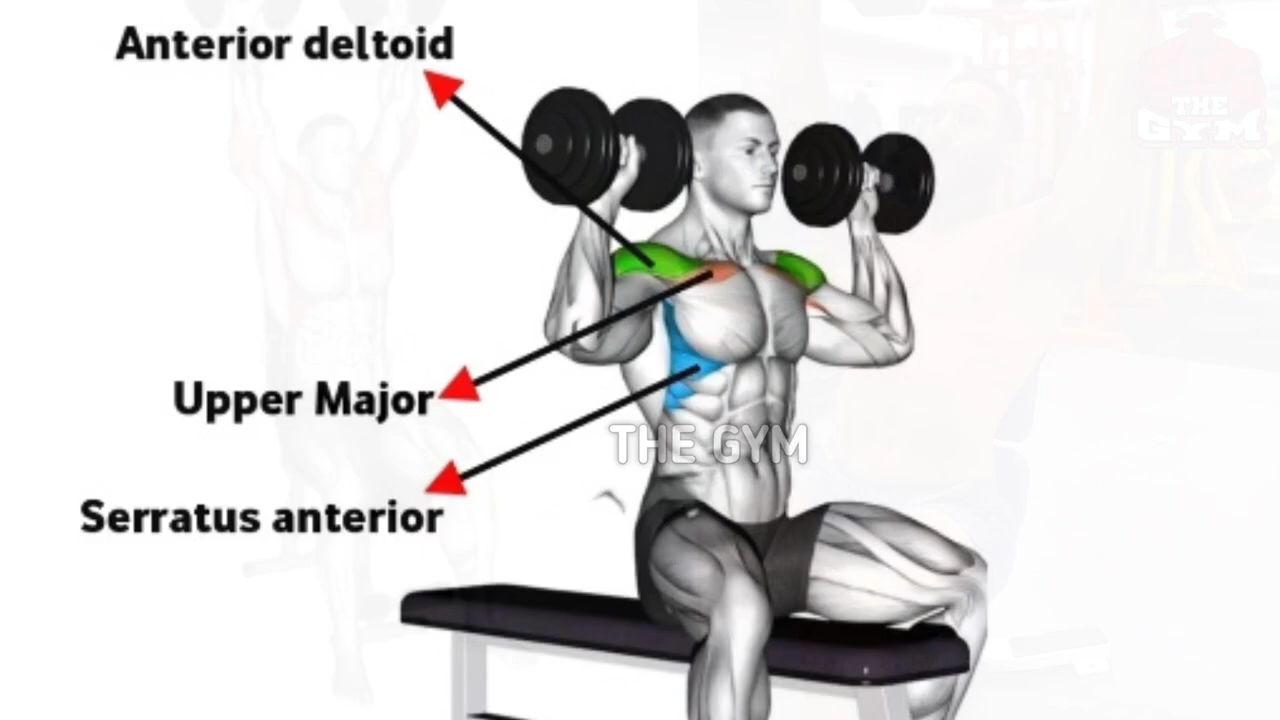 Anterior deltoid
THE
GYM
Upper Major
THE GYM
Serratus anterior